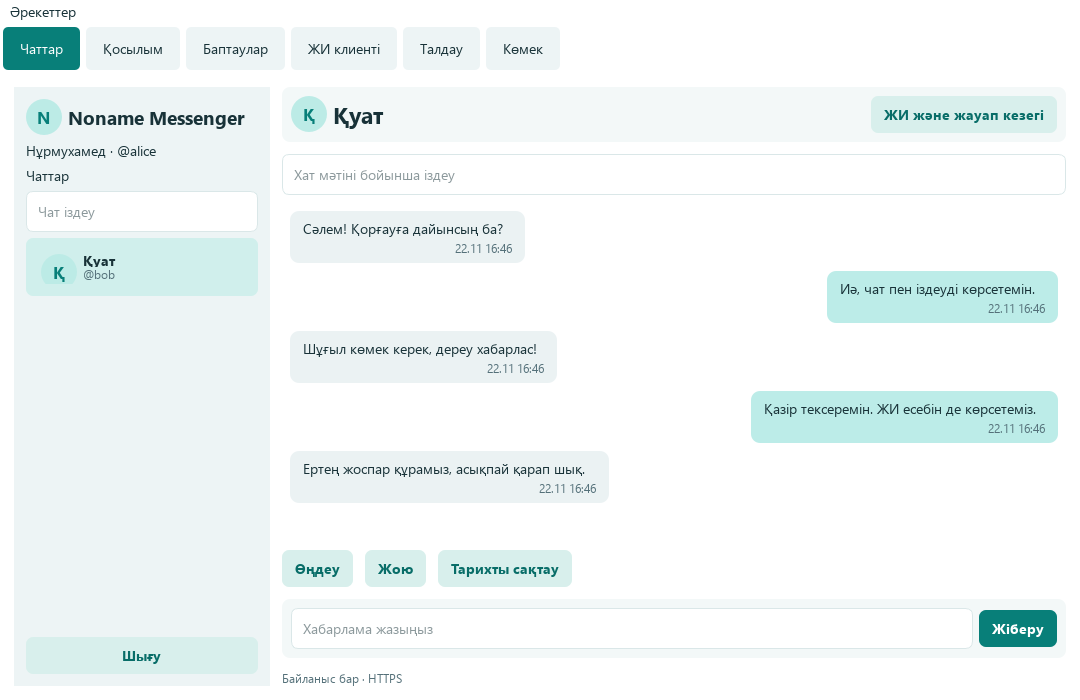 Әрекеттер
Чаттар
Қосылым
Баптаулар
ЖИ клиенті
Талдау
Көмек
N
Noname Messenger
Нұрмұхамед · @alice
Чаттар
Чат іздеу
Қ
Қуат
@bob
Шығу
Қ
Қуат
ЖИ және жауап кезегі
Хат мәтіні бойынша іздеу
Сәлем! Қорғауға дайынсың ба?
22.11 16:46
Иә, чат пен іздеуді көрсетемін.
22.11 16:46
Шұғыл көмек керек, дереу хабарлас!
22.11 16:46
Қазір тексеремін. ЖИ есебін де көрсетеміз.
22.11 16:46
Ертең жоспар құрамыз, асықпай қарап шық.
22.11 16:46
Өңдеу
Жою
Тарихты сақтау
Хабарлама жазыңыз
Жіберу
Байланыс бар · HTTPS